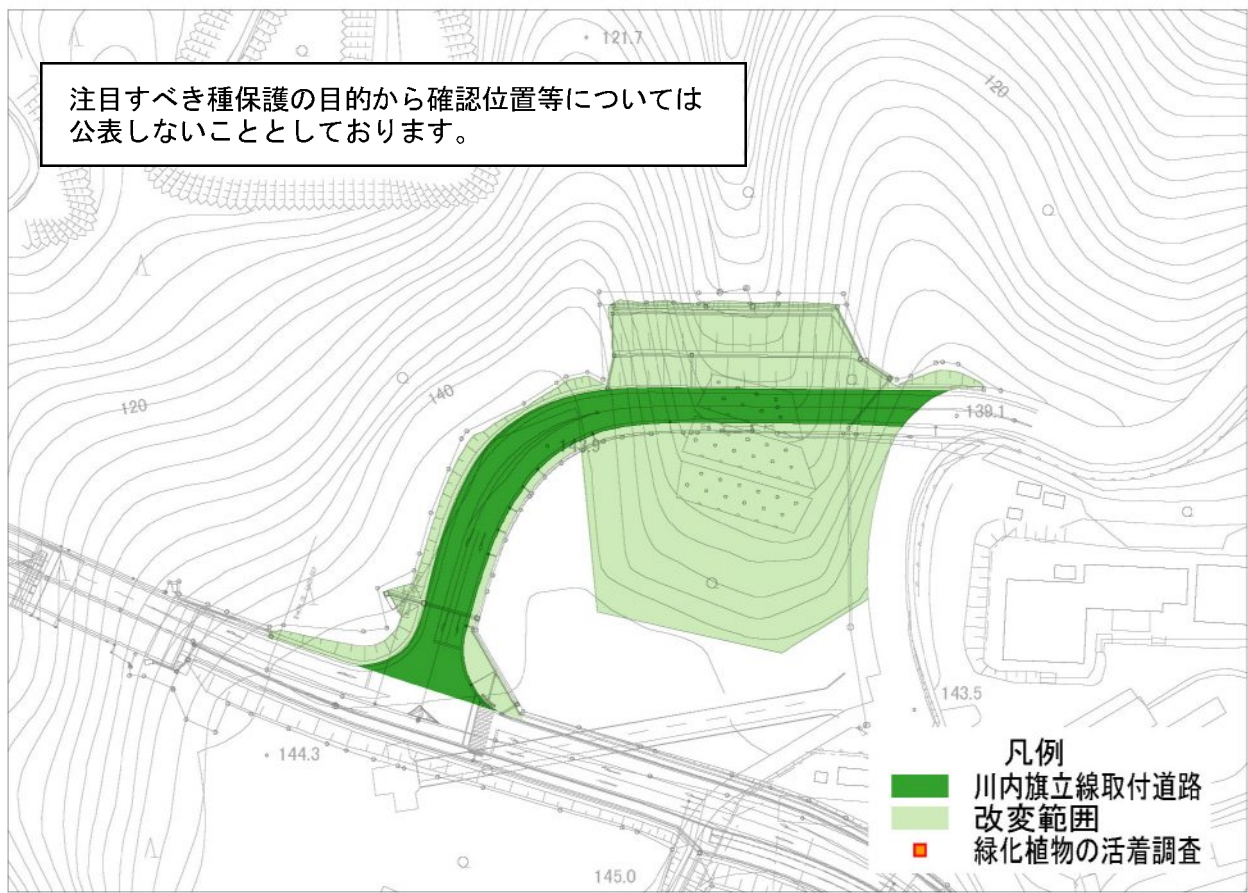 121.7
注目すべき種保護の目的から確認位置等については
公表しないこととしております。
120
120
140
139.1
143.9
143.5
144.3
145.0
凡例
川内旗立線取付道路
改変範囲
緑化植物の活着調査